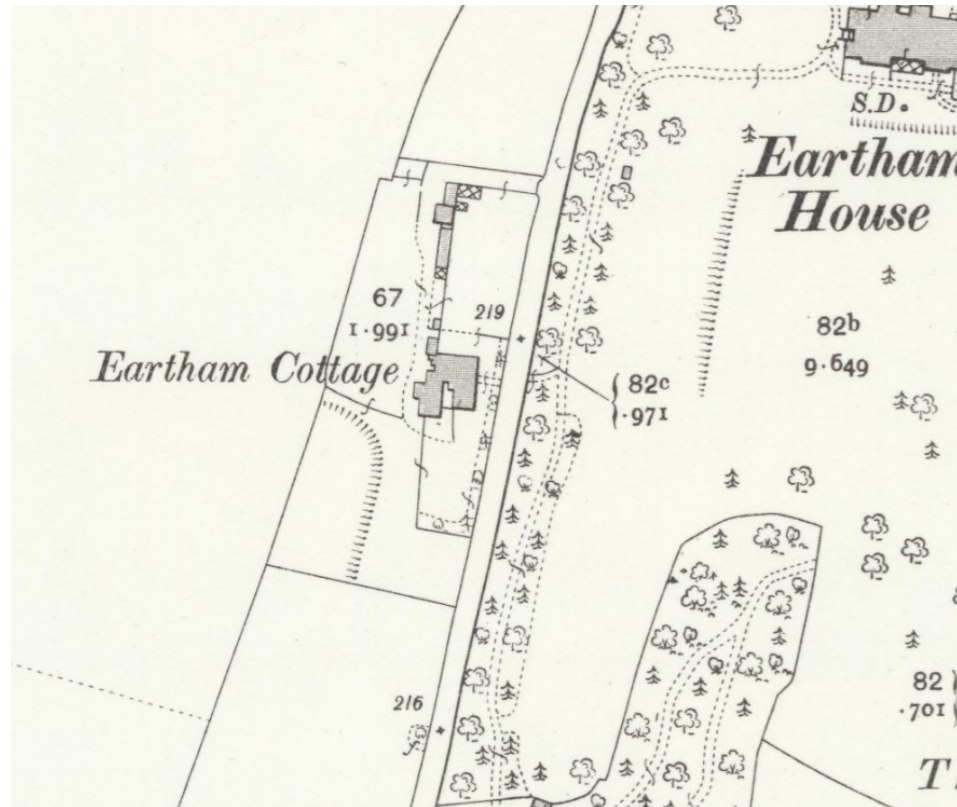 S.D.
Eartham
House
67
1·991
219
Eartham Cottage
82c
·971
82b
9·649
216
82
·701